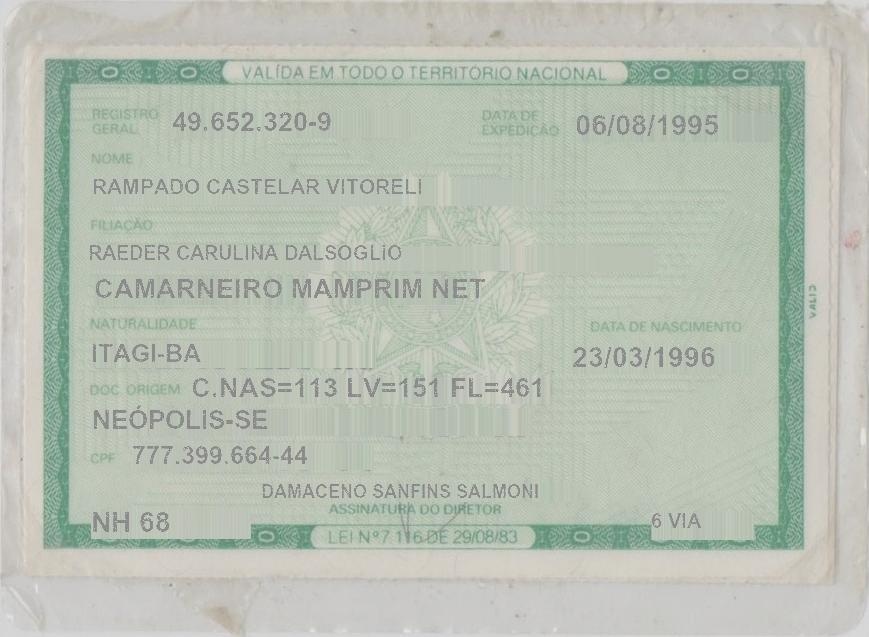 VALÍDA EM TODO O TERRITÓRIO NACIONAL
REGISTRO GERAL 49.652.320-9 DATA DE EXPEDIÇÃO 06/08/1995
NOME
RAMPADO CASTELAR VITORELI
FILIAÇÃO
RAEDER CARULINA DALSOGLIO
CAMARNEIRO MAMPRIM NET
NATURALIDADE DATA DE NASCIMENTO
ITAGI-BA 23/03/1996
DOC ORIGEM C.NAS=113 LV=151 FL=461
NEÓPOLIS-SE
CPF 777.399.664-44
DAMACENO SANFINS SALMONI
ASSINATURA DO DIRETOR
NH 68 6 VIA
LEI Nº 7.116 DE 29/08/83
VALID